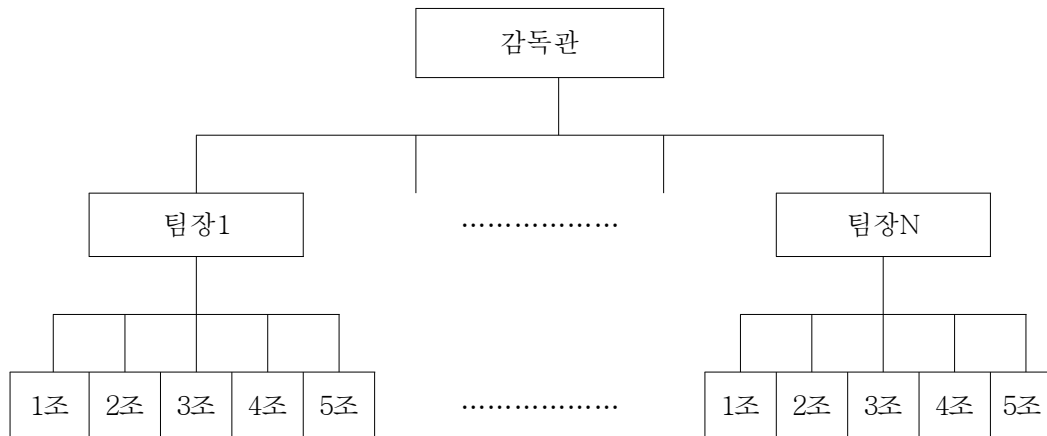 감독관
팀장1 ……………… 팀장N
1조 2조 3조 4조 5조 ……………… 1조 2조 3조 4조 5조